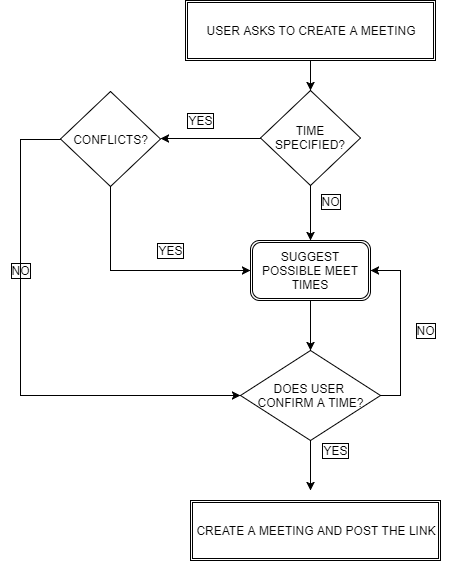 USER ASKS TO CREATE A MEETING
YES
TIME
SPECIFIED?
CONFLICTS?
NO
YES
SUGGEST
POSSIBLE MEET
TIMES
NO
NO
DOES USER
CONFIRM A TIME?
YES
CREATE A MEETING AND POST THE LINK